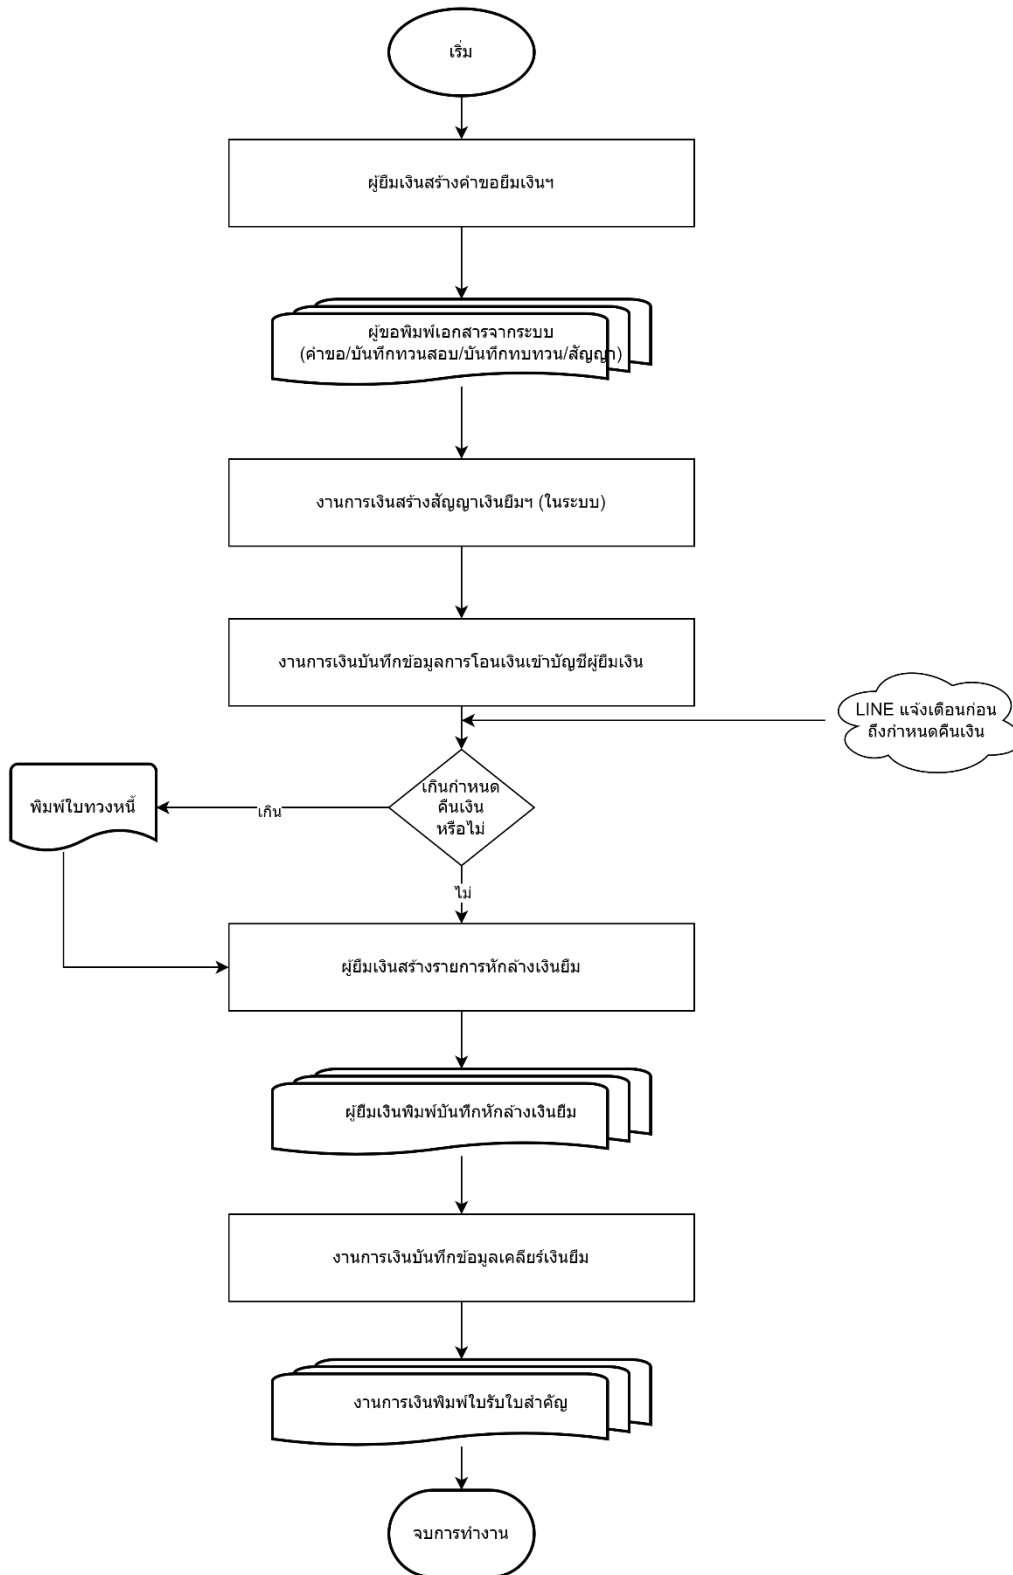 เริ่ม
ผู้ยืมเงินสร้างคำขอยืมเงินฯ
ผู้ขอพิมพ์เอกสารจากระบบ
(คำขอ/บันทึกทวนสอบ/บันทึกทบทวน/สัญญา)
งานการเงินสร้างสัญญาเงินยืมฯ (ในระบบ)
งานการเงินบันทึกข้อมูลการโอนเงินเข้าบัญชีผู้ยืมเงิน
LINE แจ้งเตือนก่อน
ถึงกำหนดคืนเงิน
เกินกำหนด
คืนเงิน
หรือไม่
เกิน
พิมพ์ใบทวงหนี้
ไม่
ผู้ยืมเงินสร้างรายการหักล้างเงินยืม
ผู้ยืมเงินพิมพ์บันทึกหักล้างเงินยืม
งานการเงินบันทึกข้อมูลเคลียร์เงินยืม
งานการเงินพิมพ์ใบรับใบสำคัญ
จบการทำงาน